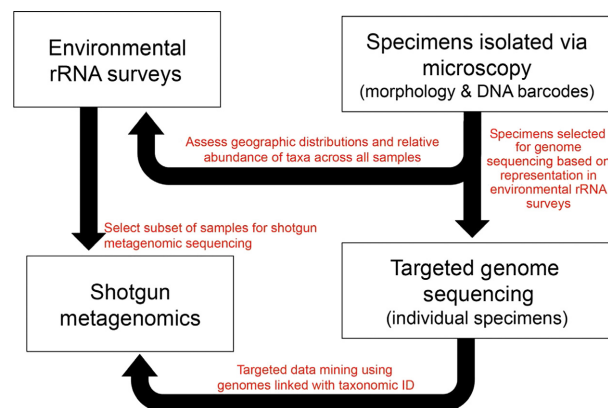 Environmental
rRNA surveys
Specimens isolated via
microscopy
(morphology & DNA barcodes)
Assess geographic distributions and relative
abundance of taxa across all samples
Specimens selected
for genome
sequencing based on
representation in
environmental rRNA
surveys
Select subset of samples for shotgun
metagenomic sequencing
Shotgun
metagenomics
Targeted genome
sequencing
(individual specimens)
Targeted data mining using
genomes linked with taxonomic ID